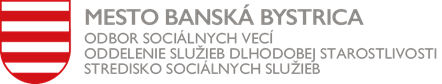 MESTO BANSKÁ BYSTRICA
ODBOR SOCIÁLNYCH VECÍ
ODDELENIE SLUŽIEB DLHODOBEJ STAROSTLIVOSTI
STREDISKO SOCIÁLNYCH SLUŽIEB